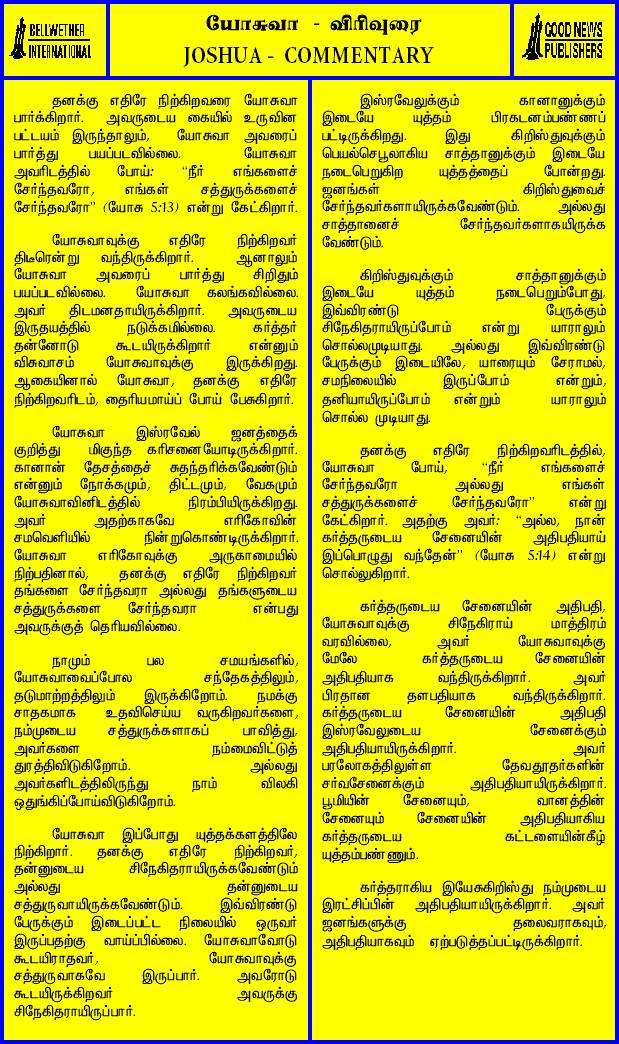 BELLWETHER
INTERNATIONAL
யோசுவா - விரிவுரை
JOSHUA - COMMENTARY
GOOD NEWS
PUBLISHERS
தனக்கு எதிரே நிற்கிறவரை யோசுவா
பார்க்கிறார். அவருடைய கையில் உருவின
பட்டயம் இருந்தாலும், யோசுவா அவரைப்
பார்த்து பயப்படவில்லை. யோசுவா
அவரிடத்தில் போய்: “நீர் எங்களைச்
சேர்ந்தவரோ, எங்கள் சத்துருக்களைச்
சேர்ந்தவரோ” (யோசு 5:13) என்று கேட்கிறார்.
யோசுவாவுக்கு எதிரே நிற்கிறவர்
திடீரென்று வந்திருக்கிறார். ஆனாலும்
யோசுவா அவரைப் பார்த்து சிறிதும்
பயப்படவில்லை. யோசுவா கலங்கவில்லை.
அவர் திடமனதாயிருக்கிறார். அவருடைய
இருதயத்தில் நடுக்கமில்லை. கர்த்தர்
தன்னோடு கூடயிருக்கிறார் என்னும்
விசுவாசம் யோசுவாவுக்கு இருக்கிறது.
ஆகையினால் யோசுவா, தனக்கு எதிரே
நிற்கிறவரிடம், தைரியமாய்ப் போய் பேசுகிறார்.
யோசுவா இஸ்ரவேல் ஜனத்தைக்
குறித்து மிகுந்த கரிசனையோடிருக்கிறார்.
கானான் தேசத்தைச் சுதந்தரிக்கவேண்டும்
என்னும் நோக்கமும், திட்டமும், வேகமும்
யோசுவாவினிடத்தில் நிரம்பியிருக்கிறது.
அவர் அதற்காகவே எரிகோவின்
சமவெளியில் நின்றுகொண்டிருக்கிறார்.
யோசுவா எரிகோவுக்கு அருகாமையில்
நிற்பதினால், தனக்கு எதிரே நிற்கிறவர்
தங்களை சேர்ந்தவரா அல்லது தங்களுடைய
சத்துருக்களை சேர்ந்தவரா என்பது
அவருக்குத் தெரியவில்லை.
நாமும் பல சமயங்களில்,
யோசுவாவைப்போல சந்தேகத்திலும்,
தடுமாற்றத்திலும் இருக்கிறோம். நமக்கு
சாதகமாக உதவிசெய்ய வருகிறவர்களை,
நம்முடைய சத்துருக்களாகப் பாவித்து,
அவர்களை நம்மைவிட்டுத்
துரத்திவிடுகிறோம். அல்லது
அவர்களிடத்திலிருந்து நாம் விலகி
ஒதுங்கிப்போய்விடுகிறோம்.
யோசுவா இப்போது யுத்தக்களத்திலே
நிற்கிறார். தனக்கு எதிரே நிற்கிறவர்,
தன்னுடைய சிநேகிதராயிருக்கவேண்டும்
அல்லது தன்னுடைய
சத்துருவாயிருக்கவேண்டும். இவ்விரண்டு
பேருக்கும் இடைப்பட்ட நிலையில் ஒருவர்
இருப்பதற்கு வாய்ப்பில்லை. யோசுவாவோடு
கூடயிராதவர், யோசுவாவுக்கு
சத்துருவாகவே இருப்பார். அவரோடு
கூடயிருக்கிறவர் அவருக்கு
சிநேகிதராயிருப்பார்.
இஸ்ரவேலுக்கும் கானானுக்கும்
இடையே யுத்தம் பிரகடனம்பண்ணப்
பட்டிருக்கிறது. இது கிறிஸ்துவுக்கும்
பெயல்செபூலாகிய சாத்தானுக்கும் இடையே
நடைபெறுகிற யுத்தத்தைப் போன்றது.
ஜனங்கள் கிறிஸ்துவைச்
சேர்ந்தவர்களாயிருக்கவேண்டும். அல்லது
சாத்தானைச் சேர்ந்தவர்களாகயிருக்க
வேண்டும்.
கிறிஸ்துவுக்கும் சாத்தானுக்கும்
இடையே யுத்தம் நடைபெறும்போது,
இவ்விரண்டு பேருக்கும்
சிநேகிதராயிருப்போம் என்று யாராலும்
சொல்லமுடியாது. அல்லது இவ்விரண்டு
பேருக்கும் இடையிலே, யாரையும் சேராமல்,
சமநிலையில் இருப்போம் என்றும்,
தனியாயிருப்போம் என்றும் யாராலும்
சொல்ல முடியாது.
தனக்கு எதிரே நிற்கிறவரிடத்தில்,
யோசுவா போய், “நீர் எங்களைச்
சேர்ந்தவரோ அல்லது எங்கள்
சத்துருக்களைச் சேர்ந்தவரோ” என்று
கேட்கிறார். அதற்கு அவர்: “அல்ல, நான்
கர்த்தருடைய சேனையின் அதிபதியாய்
இப்பொழுது வந்தேன்” (யோசு 5:14) என்று
சொல்லுகிறார்.
கர்த்தருடைய சேனையின் அதிபதி,
யோசுவாவுக்கு சிநேகிராய் மாத்திரம்
வரவில்லை, அவர் யோசுவாவுக்கு
மேலே கர்த்தருடைய சேனையின்
அதிபதியாக வந்திருக்கிறார். அவர்
பிரதான தளபதியாக வந்திருக்கிறார்.
கர்த்தருடைய சேனையின் அதிபதி
இஸ்ரவேலுடைய சேனைக்கும்
அதிபதியாயிருக்கிறார். அவர்
பரலோகத்திலுள்ள தேவதூதர்களின்
சர்வசேனைக்கும் அதிபதியாயிருக்கிறார்.
பூமியின் சேனையும், வானத்தின்
சேனையும் சேனையின் அதிபதியாகிய
கர்த்தருடைய கட்டளையின்கீழ்
யுத்தம்பண்ணும்.
கர்த்தராகிய இயேசுகிறிஸ்து நம்முடைய
இரட்சிப்பின் அதிபதியாயிருக்கிறார். அவர்
ஜனங்களுக்கு தலைவராகவும்,
அதிபதியாகவும் ஏற்படுத்தப்பட்டிருக்கிறார்.